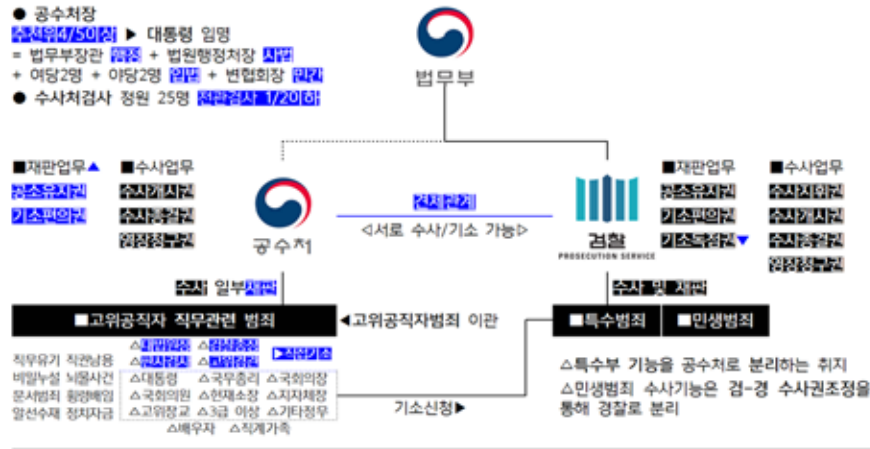 ● 공수처장
추천위4/5이상 ▶ 대통령 임명
= 법무부장관 행정 + 법원행정처장 사법
+ 여당2명 + 야당2명 입법 + 변협회장 민간
● 수사처검사 정원 25명 전관검사 1/2이하
법무부
■재판업무▲
공소유지권
기소편의권
■수사업무
수사개시권
수사종결권
영장청구권
공수처
견제관계
◁서로 수사/기소 가능▷
검찰
PROSECUTION SERVICE
■재판업무
공소유지권
기소편의권
기소독점권▼
■수사업무
수사지휘권
수사개시권
수사종결권
영장청구권
수사 일부재판
수사 및 재판
■고위공직자 직무관련 범죄
◀고위공직자범죄 이관
■특수범죄
■민생범죄
△대법원장 △검찰총장
▶직접기소
△판사검사 △고위경찰
직무유기 직권남용
비밀누설 뇌물사건
문서범죄 횡령배임
알선수재 정치자금
△대통령 △국무총리 △국회의장
△국회의원 △헌재소장 △지자체장
△고위장교 △3급 이상 △기타정무
△배우자 △직계가족
기소신청▶
△특수부 기능을 공수처로 분리하는 취지
△민생범죄 수사기능은 검-경 수사권조정을
통해 경찰로 분리